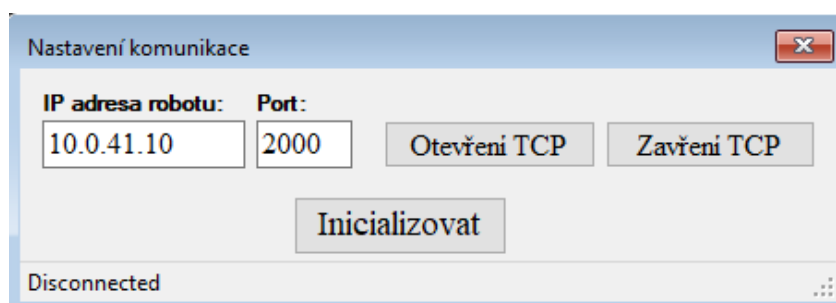 Nastavení komunikace
IP adresa robotu: Port:
10.0.41.10 2000 Otevření TCP Zavření TCP
Inicializovat
Disconnected